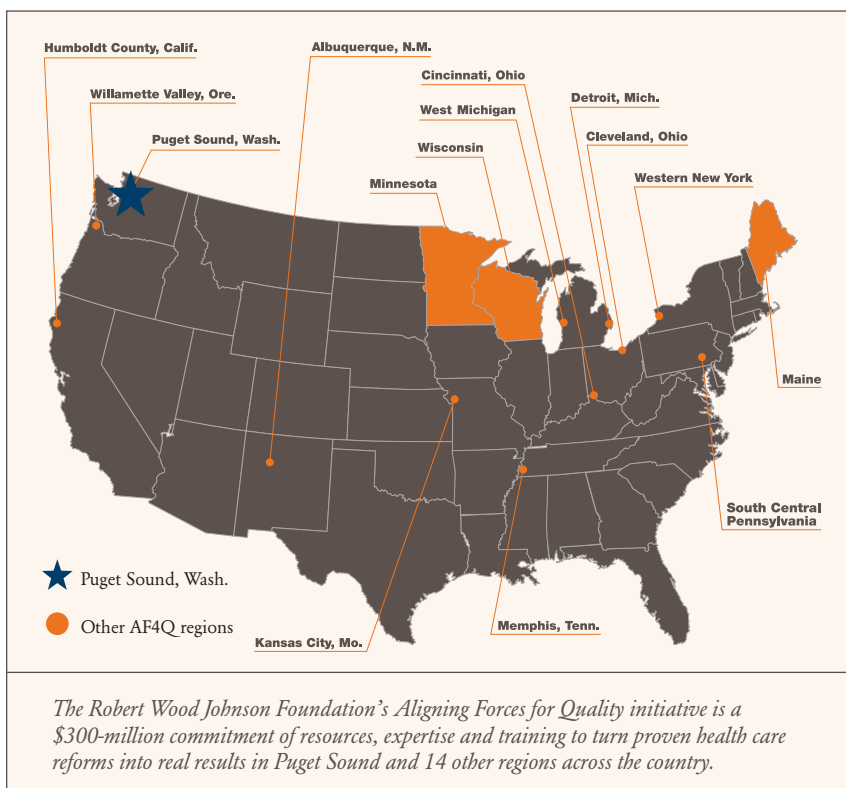 Humboldt County, Calif.
Albuquerque, N.M.
Cincinnati, Ohio
Willamette Valley, Ore.
Detroit, Mich.
West Michigan
Puget Sound, Wash.
Cleveland, Ohio
Wisconsin
Western New York
Minnesota
Maine
South Central
Pennsylvania
Puget Sound, Wash.
Other AF4Q regions
Memphis, Tenn.
Kansas City, Mo.
The Robert Wood Johnson Foundation’s Aligning Forces for Quality initiative is a
$300-million commitment of resources, expertise and training to turn proven health care
reforms into real results in Puget Sound and 14 other regions across the country.